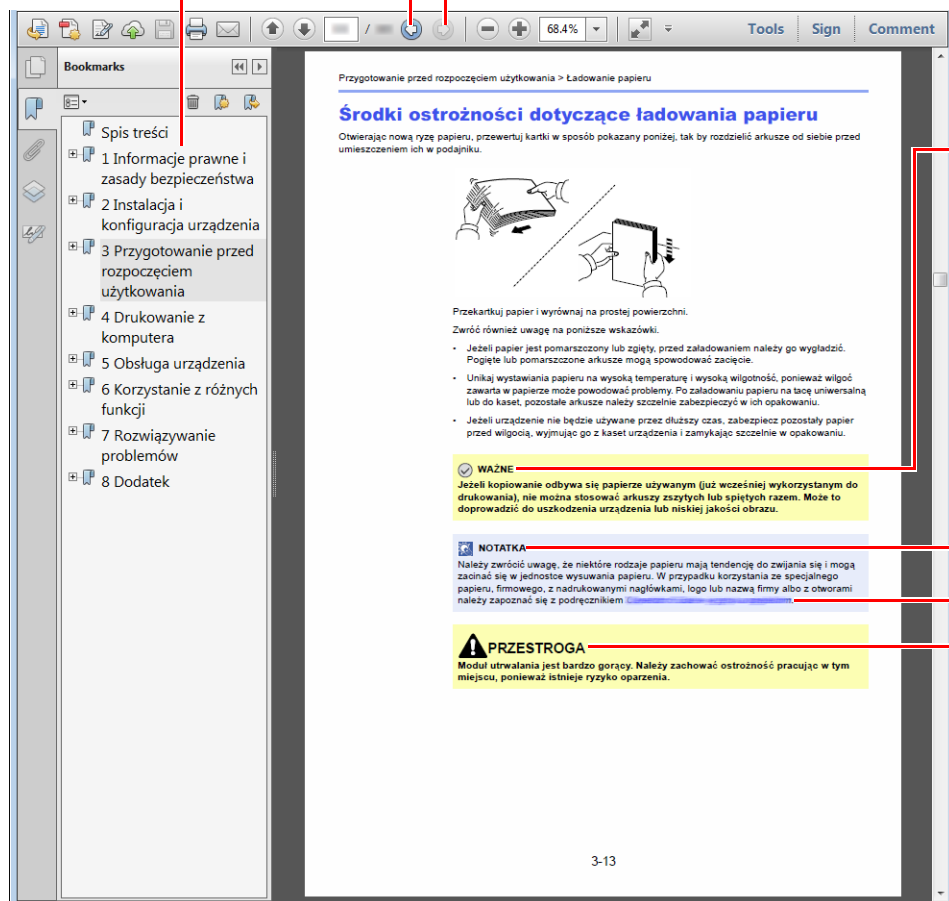 /
68.4%
Tools
Sign
Comment
Bookmarks
Spis treści
1 Informacje prawne i
zasady bezpieczeństwa
2 Instalacja i
konfiguracja urządzenia
3 Przygotowanie przed
rozpoczęciem
użytkowania
4 Drukowanie z
komputera
5 Obsługa urządzenia
6 Korzystanie z różnych
funkcji
7 Rozwiązywanie
problemów
8 Dodatek
Przygotowanie przed rozpoczęciem użytkowania > Ładowanie papieru
Środki ostrożności dotyczące ładowania papieru
Otwierając nową ryzę papieru, przewertuj kartki w sposób pokazany poniżej, tak by rozdzielić arkusze od siebie przed
umieszczeniem ich w podajniku.
Przekartkuj papier i wyrównaj na prostej powierzchni.
Zwróć również uwagę na poniższe wskazówki.
• Jeżeli papier jest pomarszczony lub zgięty, przed załadowaniem należy go wygładzić.
Pogięte lub pomarszczone arkusze mogą spowodować zacięcie.
• Unikaj wystawiania papieru na wysoką temperaturę i wysoką wilgotność, ponieważ wilgoć
zawarta w papierze może powodować problemy. Po załadowaniu papieru na tacę uniwersalną
lub do kaset, pozostałe arkusze należy szczelnie zabezpieczyć w ich opakowaniu.
• Jeżeli urządzenie nie będzie używane przez dłuższy czas, zabezpiecz pozostały papier
przed wilgocią, wyjmując go z kaset urządzenia i zamykając szczelnie w opakowaniu.
WAŻNE
Jeżeli kopiowanie odbywa się papierze używanym (już wcześniej wykorzystanym do
drukowania), nie można stosować arkuszy zszytych lub spiętych razem. Może to
doprowadzić do uszkodzenia urządzenia lub niskiej jakości obrazu.
NOTATKA
Należy zwrócić uwagę, że niektóre rodzaje papieru mają tendencję do zwijania się i mogą
zacinać się w jednostce wysuwania papieru. W przypadku korzystania ze specjalnego
papieru, firmowego, z nadrukowanymi nagłówkami, logo lub nazwą firmy albo z otworami
należy zapoznać się z podręcznikiem
PRZESTROGA
Moduł utrwalania jest bardzo gorący. Należy zachować ostrożność pracując w tym
miejscu, ponieważ istnieje ryzyko oparzenia.
3-13